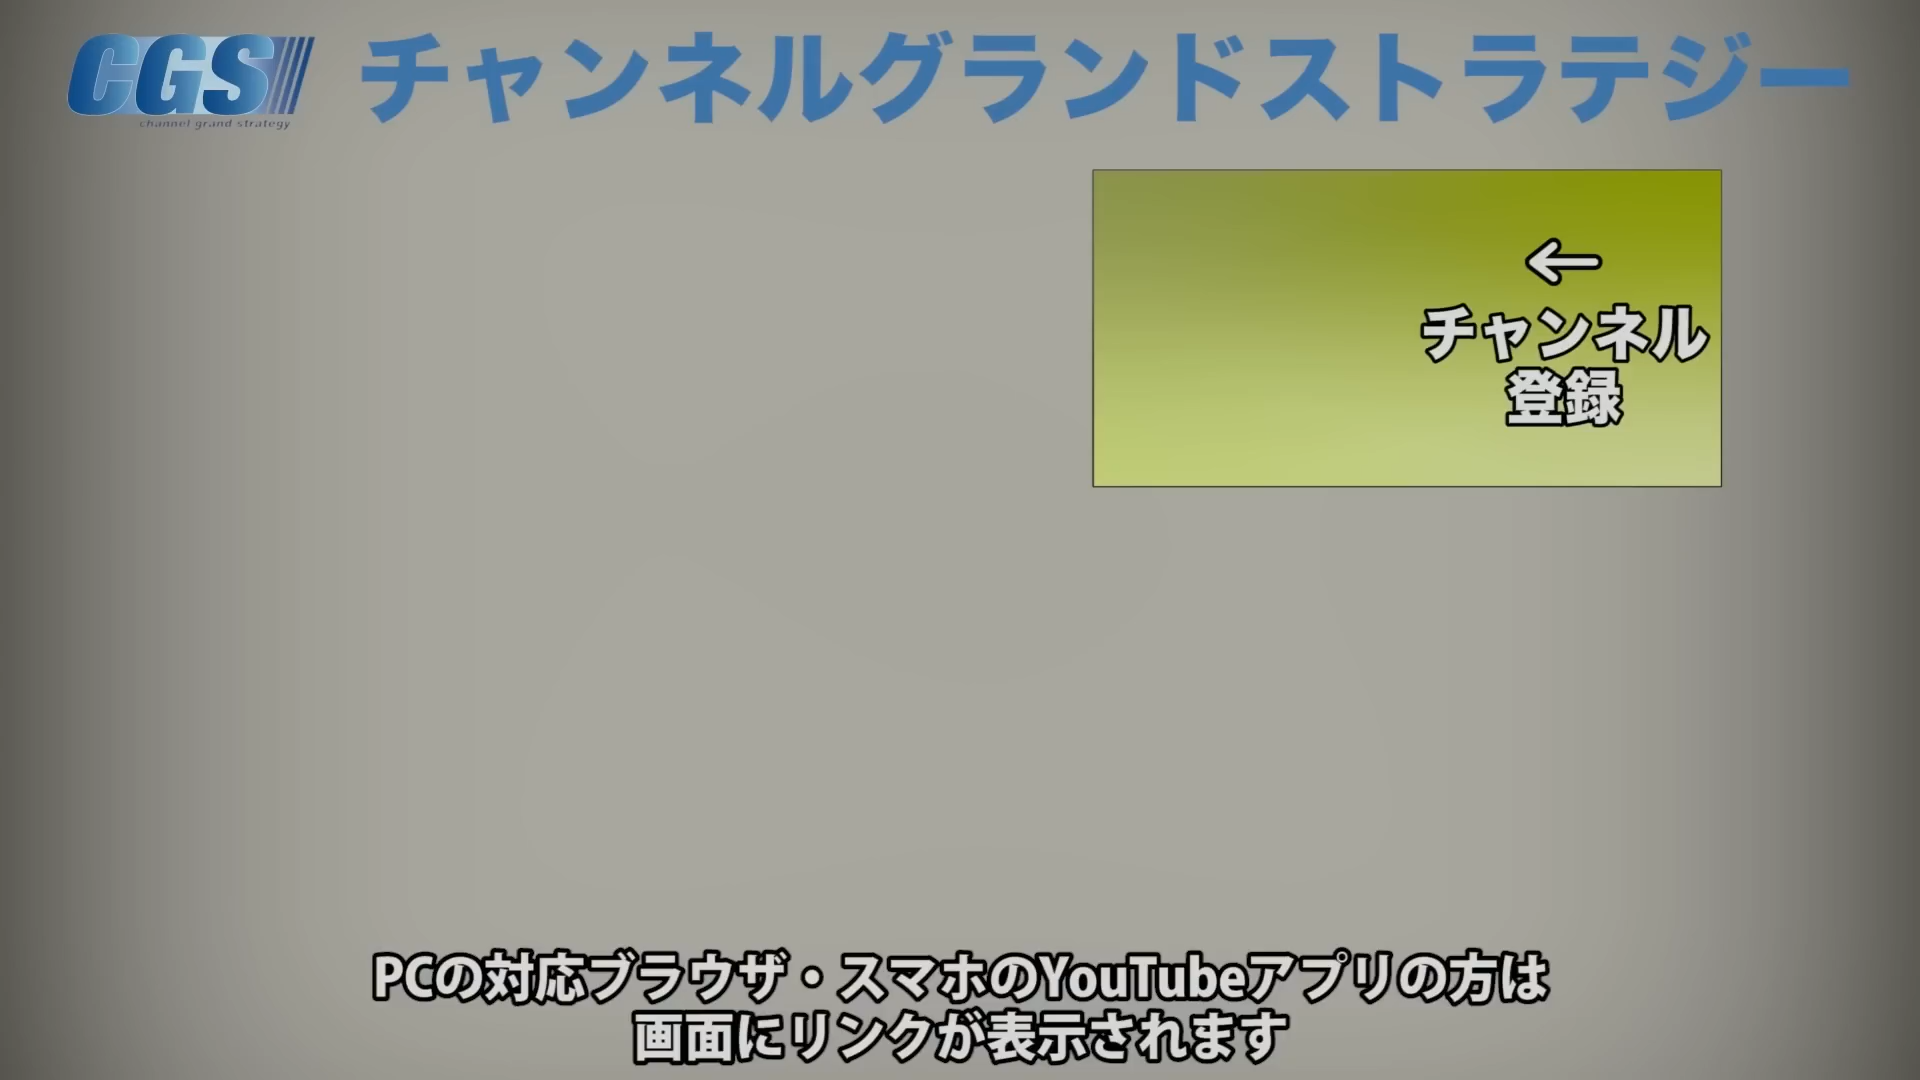 CGS
channel grand strategy
チャンネルグランドストラテジー
←
チャンネル
登録
PCの対応ブラウザ・スマホのYouTubeアプリの方は
画面にリンクが表示されます